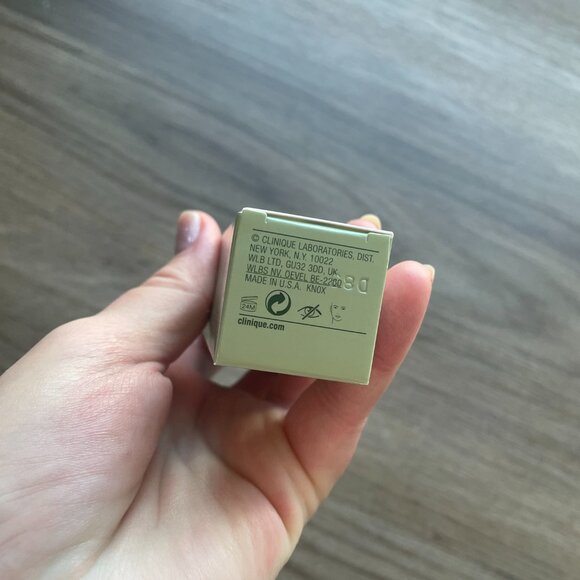 © CLINIQUE LABORATORIES, DIST.
NEW YORK, N.Y. 10022
WLB LTD, GU32 3DD, UK
WLBS NV. OEVEL BE-2260
MADE IN U.S.A. KN0X
24M
clinique.com